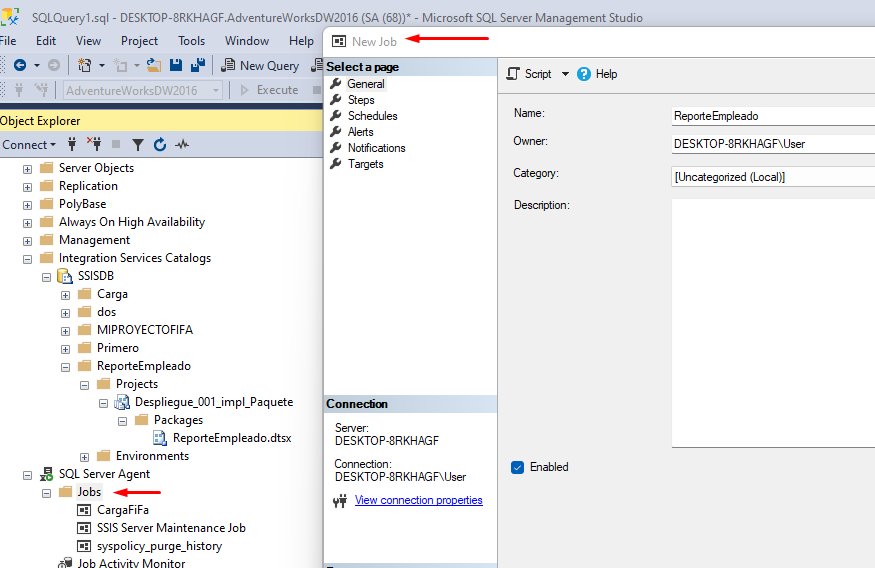 SQLQuery1.sql - DESKTOP-8RKHAGF.AdventureWorksDW2016 (SA (68))* - Microsoft SQL Server Management Studio
File Edit View Project Tools Window Help
New Query
AdventureWorksDW2016 Execute
Object Explorer
Connect
Server Objects
Replication
PolyBase
Always On High Availability
Management
Integration Services Catalogs
SSISDB
Carga
dos
MIPROYECTOFIFA
Primero
ReporteEmpleado
Projects
Despliegue_001_impl_Paquete
Packages
ReporteEmpleado.dtsx
Environments
SQL Server Agent
Jobs
CargaFiFa
SSIS Server Maintenance Job
syspolicy_purge_history
Job Activity Monitor
New Job
Select a page
General
Steps
Schedules
Alerts
Notifications
Targets
Connection
Server:
DESKTOP-8RKHAGF
Connection:
DESKTOP-8RKHAGF\User
View connection properties
Script Help
Name: ReporteEmpleado
Owner: DESKTOP-8RKHAGF\User
Category: [Uncategorized (Local)]
Description:
Enabled